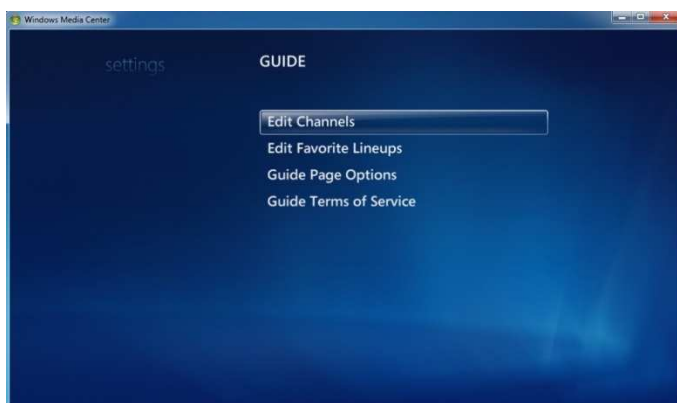 Windows Media Center
settings
GUIDE
Edit Channels
Edit Favorite Lineups
Guide Page Options
Guide Terms of Service